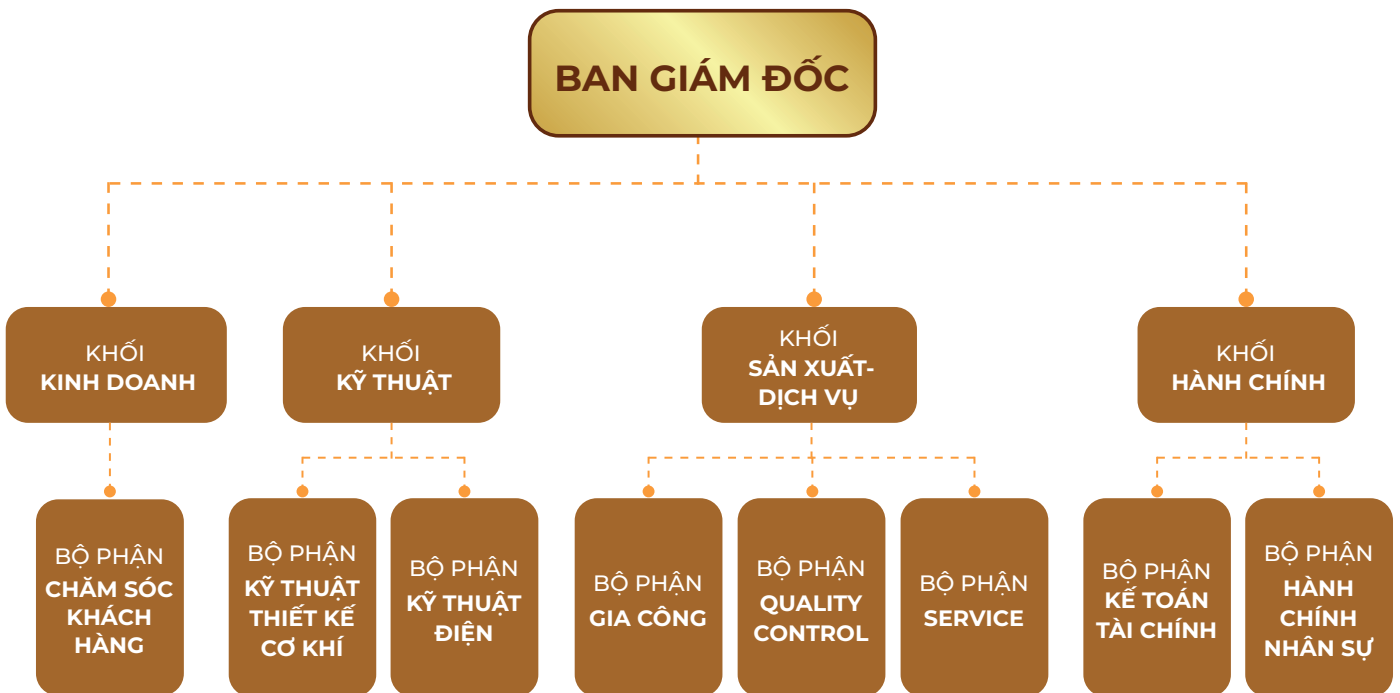 BAN GIÁM ĐỐC
KHỐI
KINH DOANH
KHỐI
KỸ THUẬT
KHỐI
SẢN XUẤT-
DỊCH VỤ
KHỐI
HÀNH CHÍNH
BỘ PHẬN
CHĂM SÓC
KHÁCH
HÀNG
BỘ PHẬN
KỸ THUẬT
THIẾT KẾ
CƠ KHÍ
BỘ PHẬN
KỸ THUẬT
ĐIỆN
BỘ PHẬN
GIA CÔNG
BỘ PHẬN
QUALITY
CONTROL
BỘ PHẬN
SERVICE
BỘ PHẬN
KẾ TOÁN
TÀI CHÍNH
BỘ PHẬN
HÀNH
CHÍNH
NHÂN SỰ